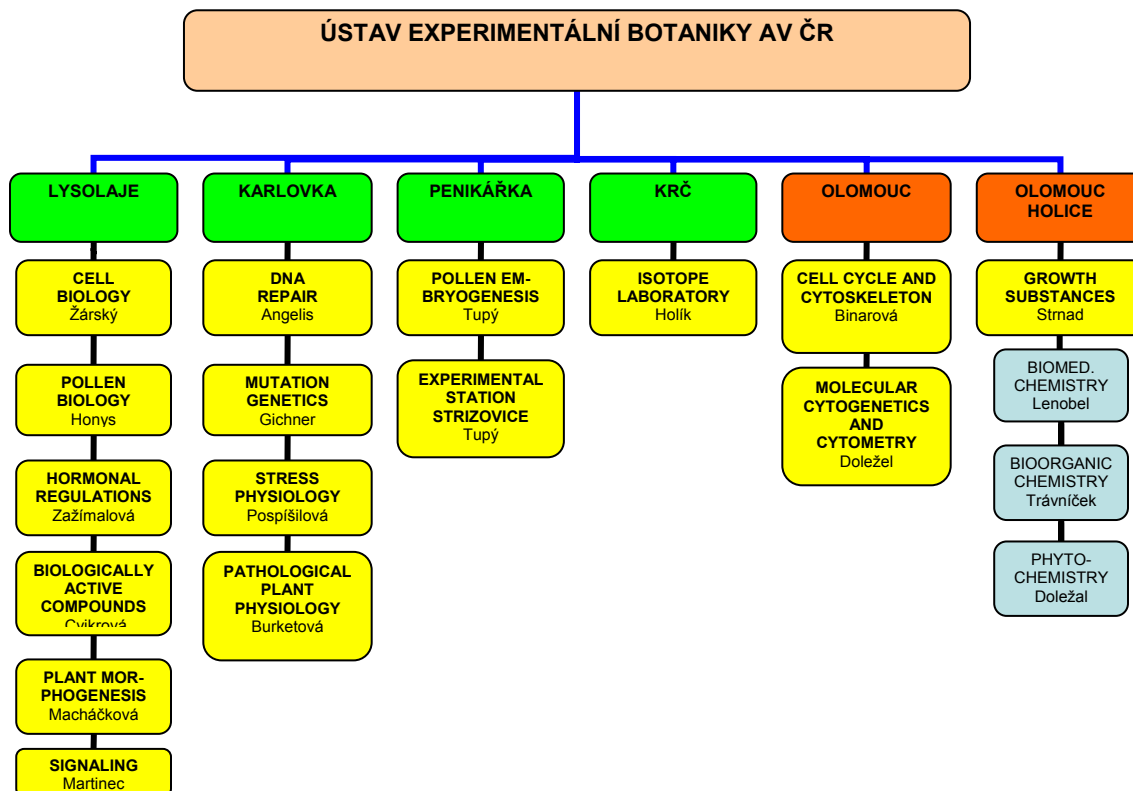 ÚSTAV EXPERIMENTÁLNÍ BOTANIKY AV ČR
LYSOLAJE
KARLOVKA
PENIKÁŘKA
KRČ
OLOMOUC
OLOMOUC
HOLICE
CELL
BIOLOGY
Žárský
POLLEN
BIOLOGY
Honys
HORMONAL
REGULATIONS
Zažímalová
BIOLOGICALLY
ACTIVE
COMPOUNDS
Cvikrová
PLANT MOR-
PHOGENESIS
Macháčková
SIGNALING
Martinec
DNA
REPAIR
Angelis
MUTATION
GENETICS
Gichner
STRESS
PHYSIOLOGY
Pospíšilová
PATHOLOGICAL
PLANT
PHYSIOLOGY
Burketová
POLLEN EM-
BRYOGENESIS
Tupý
EXPERIMENTAL
STATION
STRIZOVICE
Tupý
ISOTOPE
LABORATORY
Holík
CELL CYCLE AND
CYTOSKELETON
Binarová
MOLECULAR
CYTOGENETICS
AND
CYTOMETRY
Doležel
GROWTH
SUBSTANCES
Strnad
BIOMED.
CHEMISTRY
Lenobel
BIOORGANIC
CHEMISTRY
Trávníček
PHYTO-
CHEMISTRY
Doležal